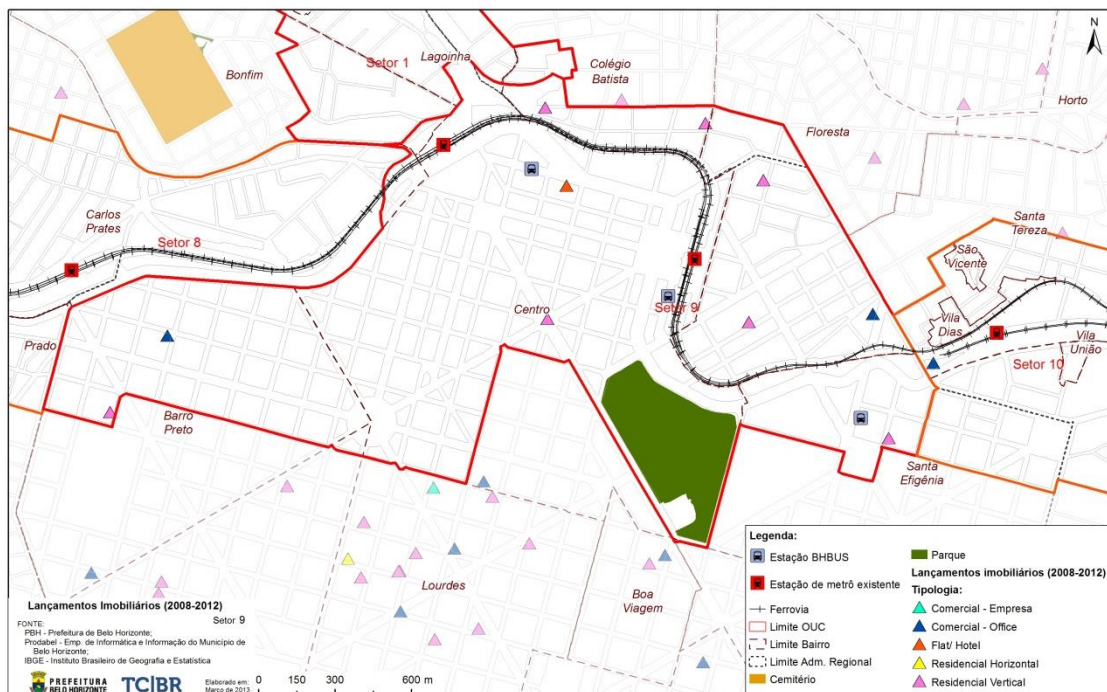 N
Lagoinha
Setor 1
Bonfim
Colégio
Batista
Horto
Floresta
Carlos
Prates
Setor 8
Santa
Tereza
São
Vicente
Centro
Setor 9
Vila
Dias
Vila
União
Prado
Setor 10
Barro
Preto
Santa
Efigênia
Lourdes
Boa
Viagem
Legenda:
Estação BHBUS
Estação de metrô existente
Ferrovia
Limite OUC
Limite Bairro
Limite Adm. Regional
Cemitério
Parque
Lançamentos imobiliários (2008-2012)
Tipologia:
Comercial - Empresa
Comercial - Office
Flat/ Hotel
Residencial Horizontal
Residencial Vertical
Lançamentos Imobiliários (2008-2012)
Setor 9
FONTE:
PBH - Prefeitura de Belo Horizonte;
Prodabel - Emp. de Informática e Informação do Município de
Belo Horizonte;
IBGE - Instituto Brasileiro de Geografia e Estatística
PREFEITURA
BELO HORIZONTE
TC|BR
Elaborado em:
Março de 2013
0 150 300 600 m